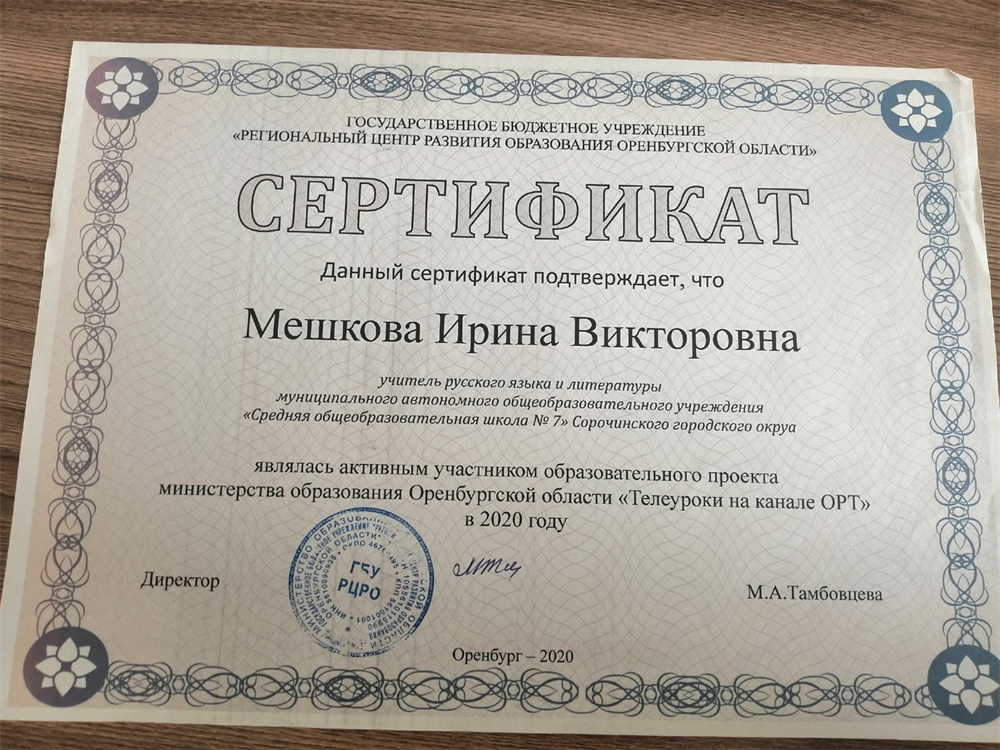 ГОСУДАРСТВЕННОЕ БЮДЖЕТНОЕ УЧРЕЖДЕНИЕ
«РЕГИОНАЛЬНЫЙ ЦЕНТР РАЗВИТИЯ ОБРАЗОВАНИЯ ОРЕНБУРГСКОЙ ОБЛАСТИ»
СЕРТИФИКАТ
Данный сертификат подтверждает, что
Мешкова Ирина Викторовна
учитель русского языка и литературы
муниципального автономного общеобразовательного учреждения
«Средняя общеобразовательная школа № 7» Сорочинского городского окруа
являлась активным участником образовательного проекта
министерства образования Оренбургской области «Телеуроки на канале ОРТ»
в 2020 году
ГБУ
РЦРО
Директор
М.А.Тамбовцева
Оренбург – 2020